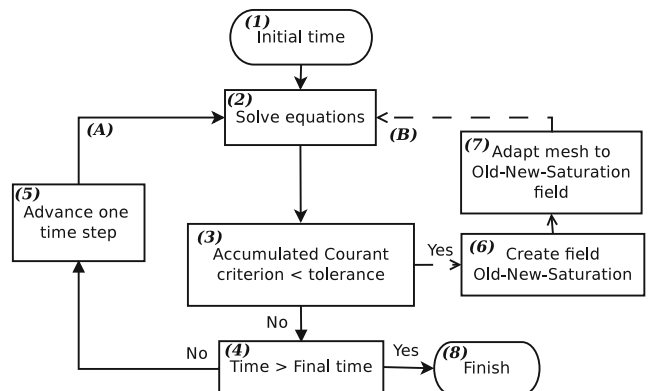 (1)
Initial time
(2)
Solve equations
(A)
(B)
(7)
Adapt mesh to
Old-New-Saturation
field
(5)
Advance one
time step
(3)
Accumulated Courant
criterion < tolerance
Yes
(6)
Create field
Old-New-Saturation
No
(4)
Time > Final time
No
Yes
(8)
Finish